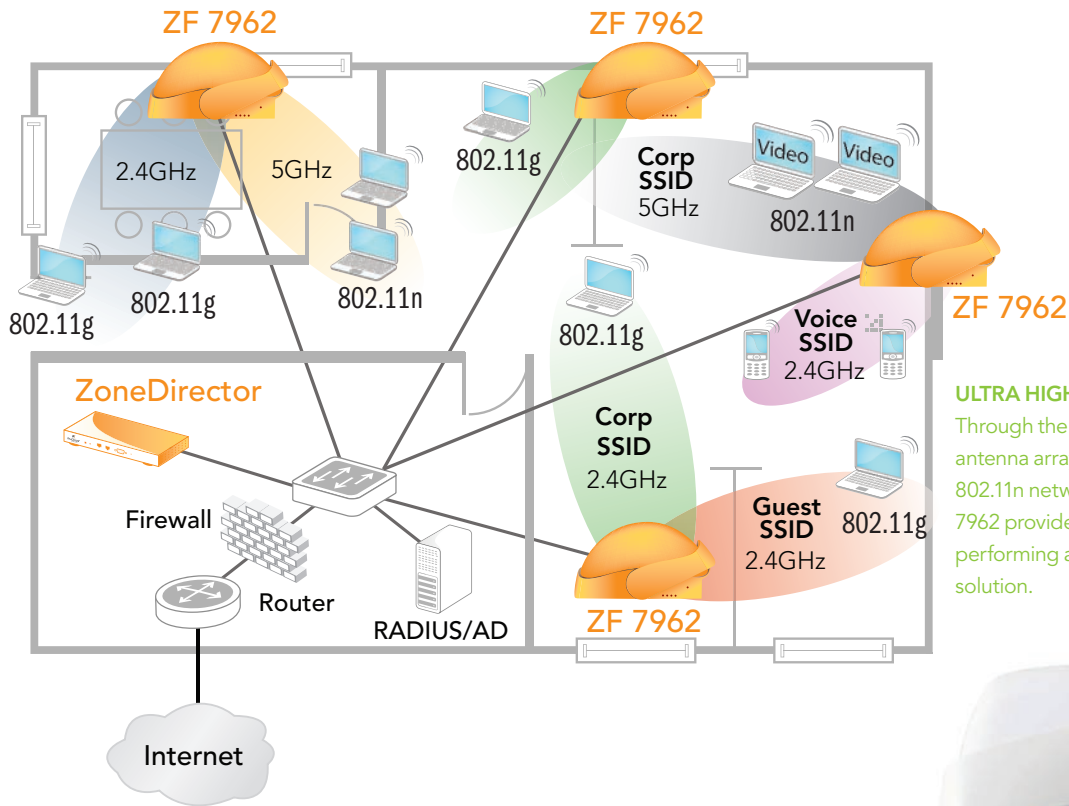 ZF 7962
ZF 7962
2.4GHz
5GHz
802.11g
Corp
SSID
5GHz
Video
Video
802.11n
802.11g
802.11g
802.11n
802.11g
ZF 7962
Voice
SSID
2.4GHz
ZoneDirector
Corp
SSID
2.4GHz
Firewall
Router
RADIUS/AD
Guest
SSID
2.4GHz
802.11g
ZF 7962
Internet
ULTRA HIGH
Through the
antenna arra
802.11n netw
7962 provide
performing a
solution.